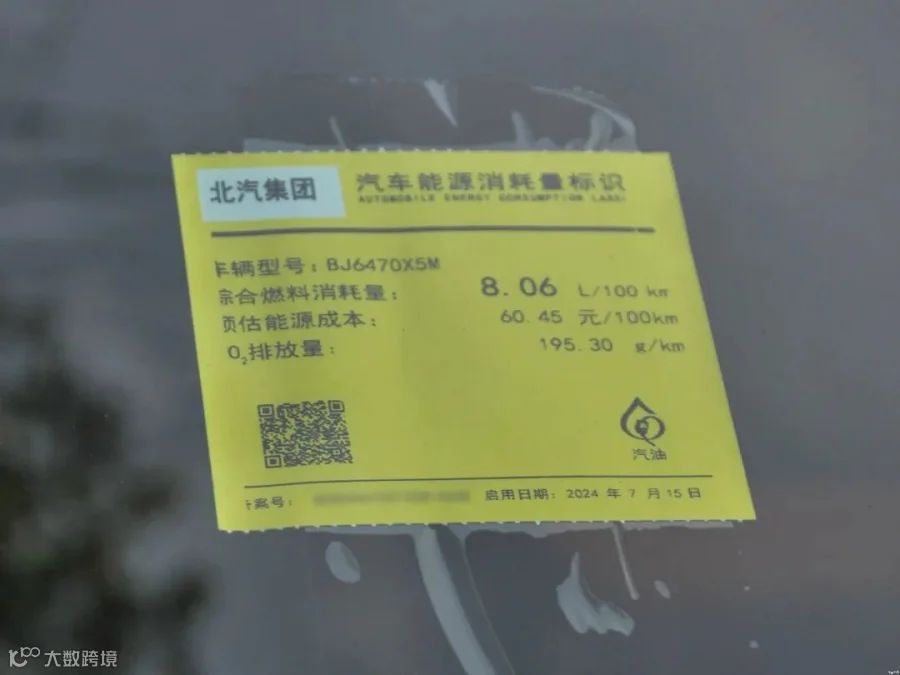 北汽集团 汽车能源消耗量标识
AUTOMOBILE ENERGY CONSUMPTION LABEL
车辆型号：BJ6470X5M
综合燃料消耗量： 8.06 L/100 km
预估能源成本： 60.45 元/100km
O₂排放量： 195.30 g/km
汽油
备案号： 启用日期：2024 年 7 月 15 日
大数跨境